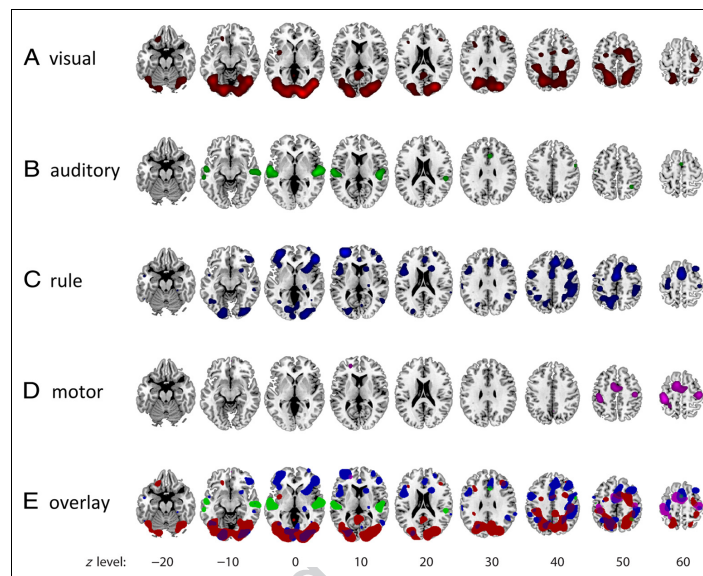 A visual
B auditory
C rule
D motor
E overlay
z level: −20 −10 0 10 20 30 40 50 60